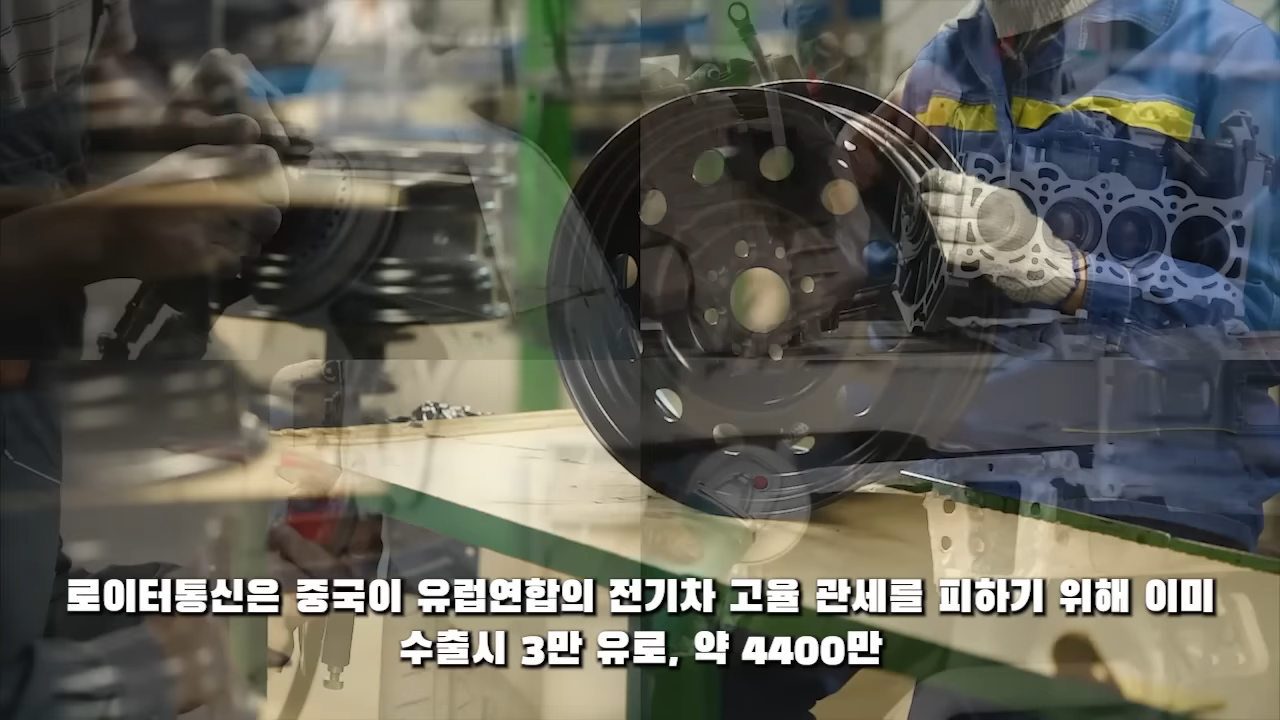 로이터통신은 중국이 유럽연합의 전기차 고율 관세를 피하기 위해 이미
수출시 3만 유로, 약 4400만